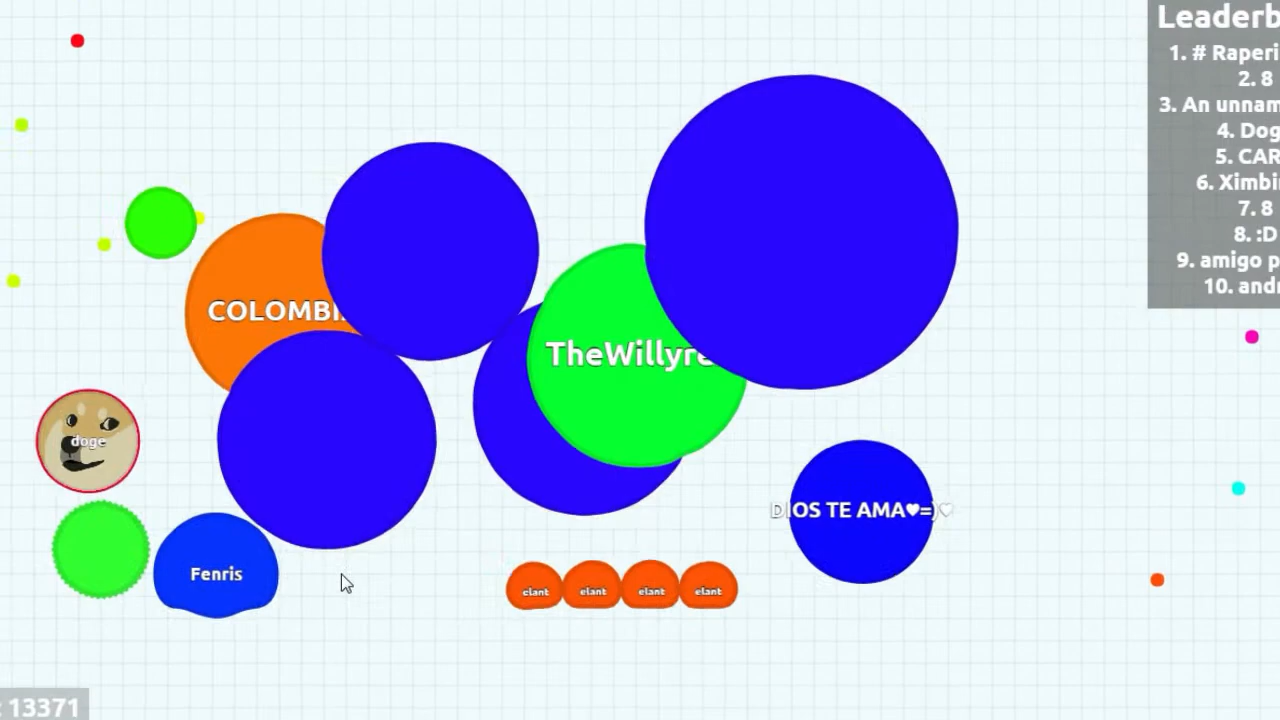 Leaderb
1. # Raperi
2. 8
3. An unnam
4. Dog
5. CAR
6. Ximbi
7. 8
8. :D
9. amigo p
10. andr
COLOMBI
TheWillyre
doge
DIOS TE AMA♥=)♥
Fenris
elant elant elant elant
: 13371